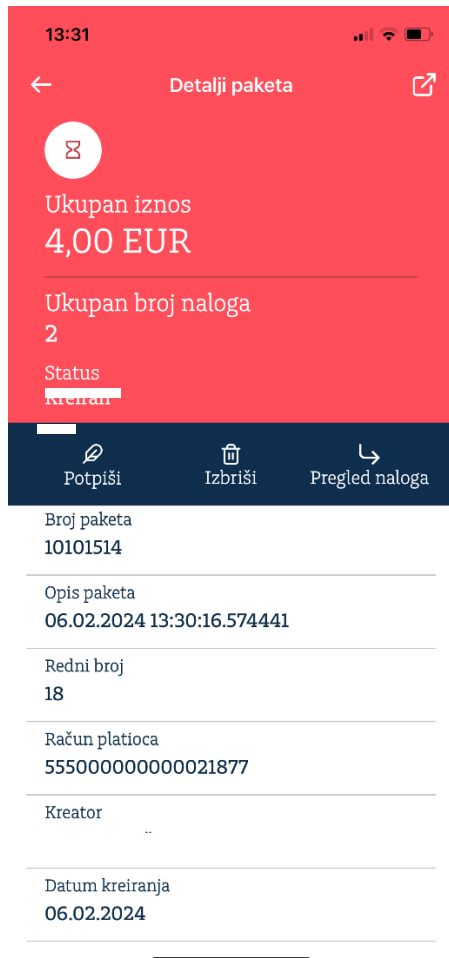 13:31
Detalji paketa
Ukupan iznos
4,00 EUR
Ukupan broj naloga
2
Status
Potpiši
Izbriši
Pregled naloga
Broj paketa
10101514
Opis paketa
06.02.2024 13:30:16.574441
Redni broj
18
Račun platioca
555000000000021877
Kreator
Datum kreiranja
06.02.2024